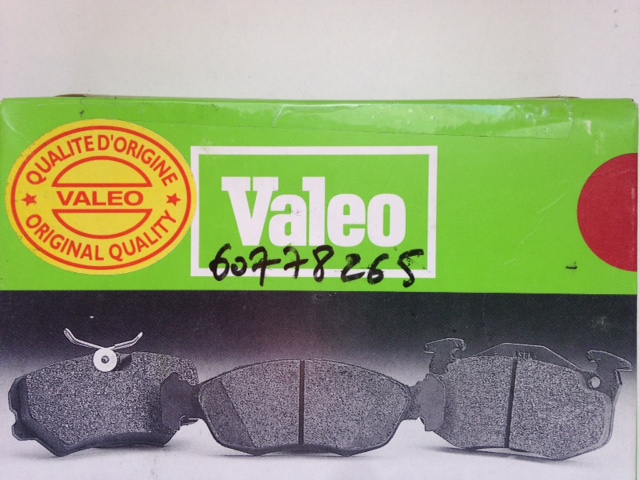 QUALITE D'ORIGINE
VALEO
ORIGINAL QUALITY
Valeo
60778265